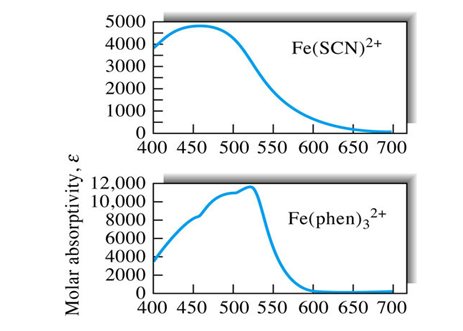 5000
4000
3000
2000
1000
0
Fe(SCN)²⁺
400 450 500 550 600 650 700
Molar absorptivity, ε
12,000
10,000
8000
6000
4000
2000
0
Fe(phen)₃²⁺
400 450 500 550 600 650 700